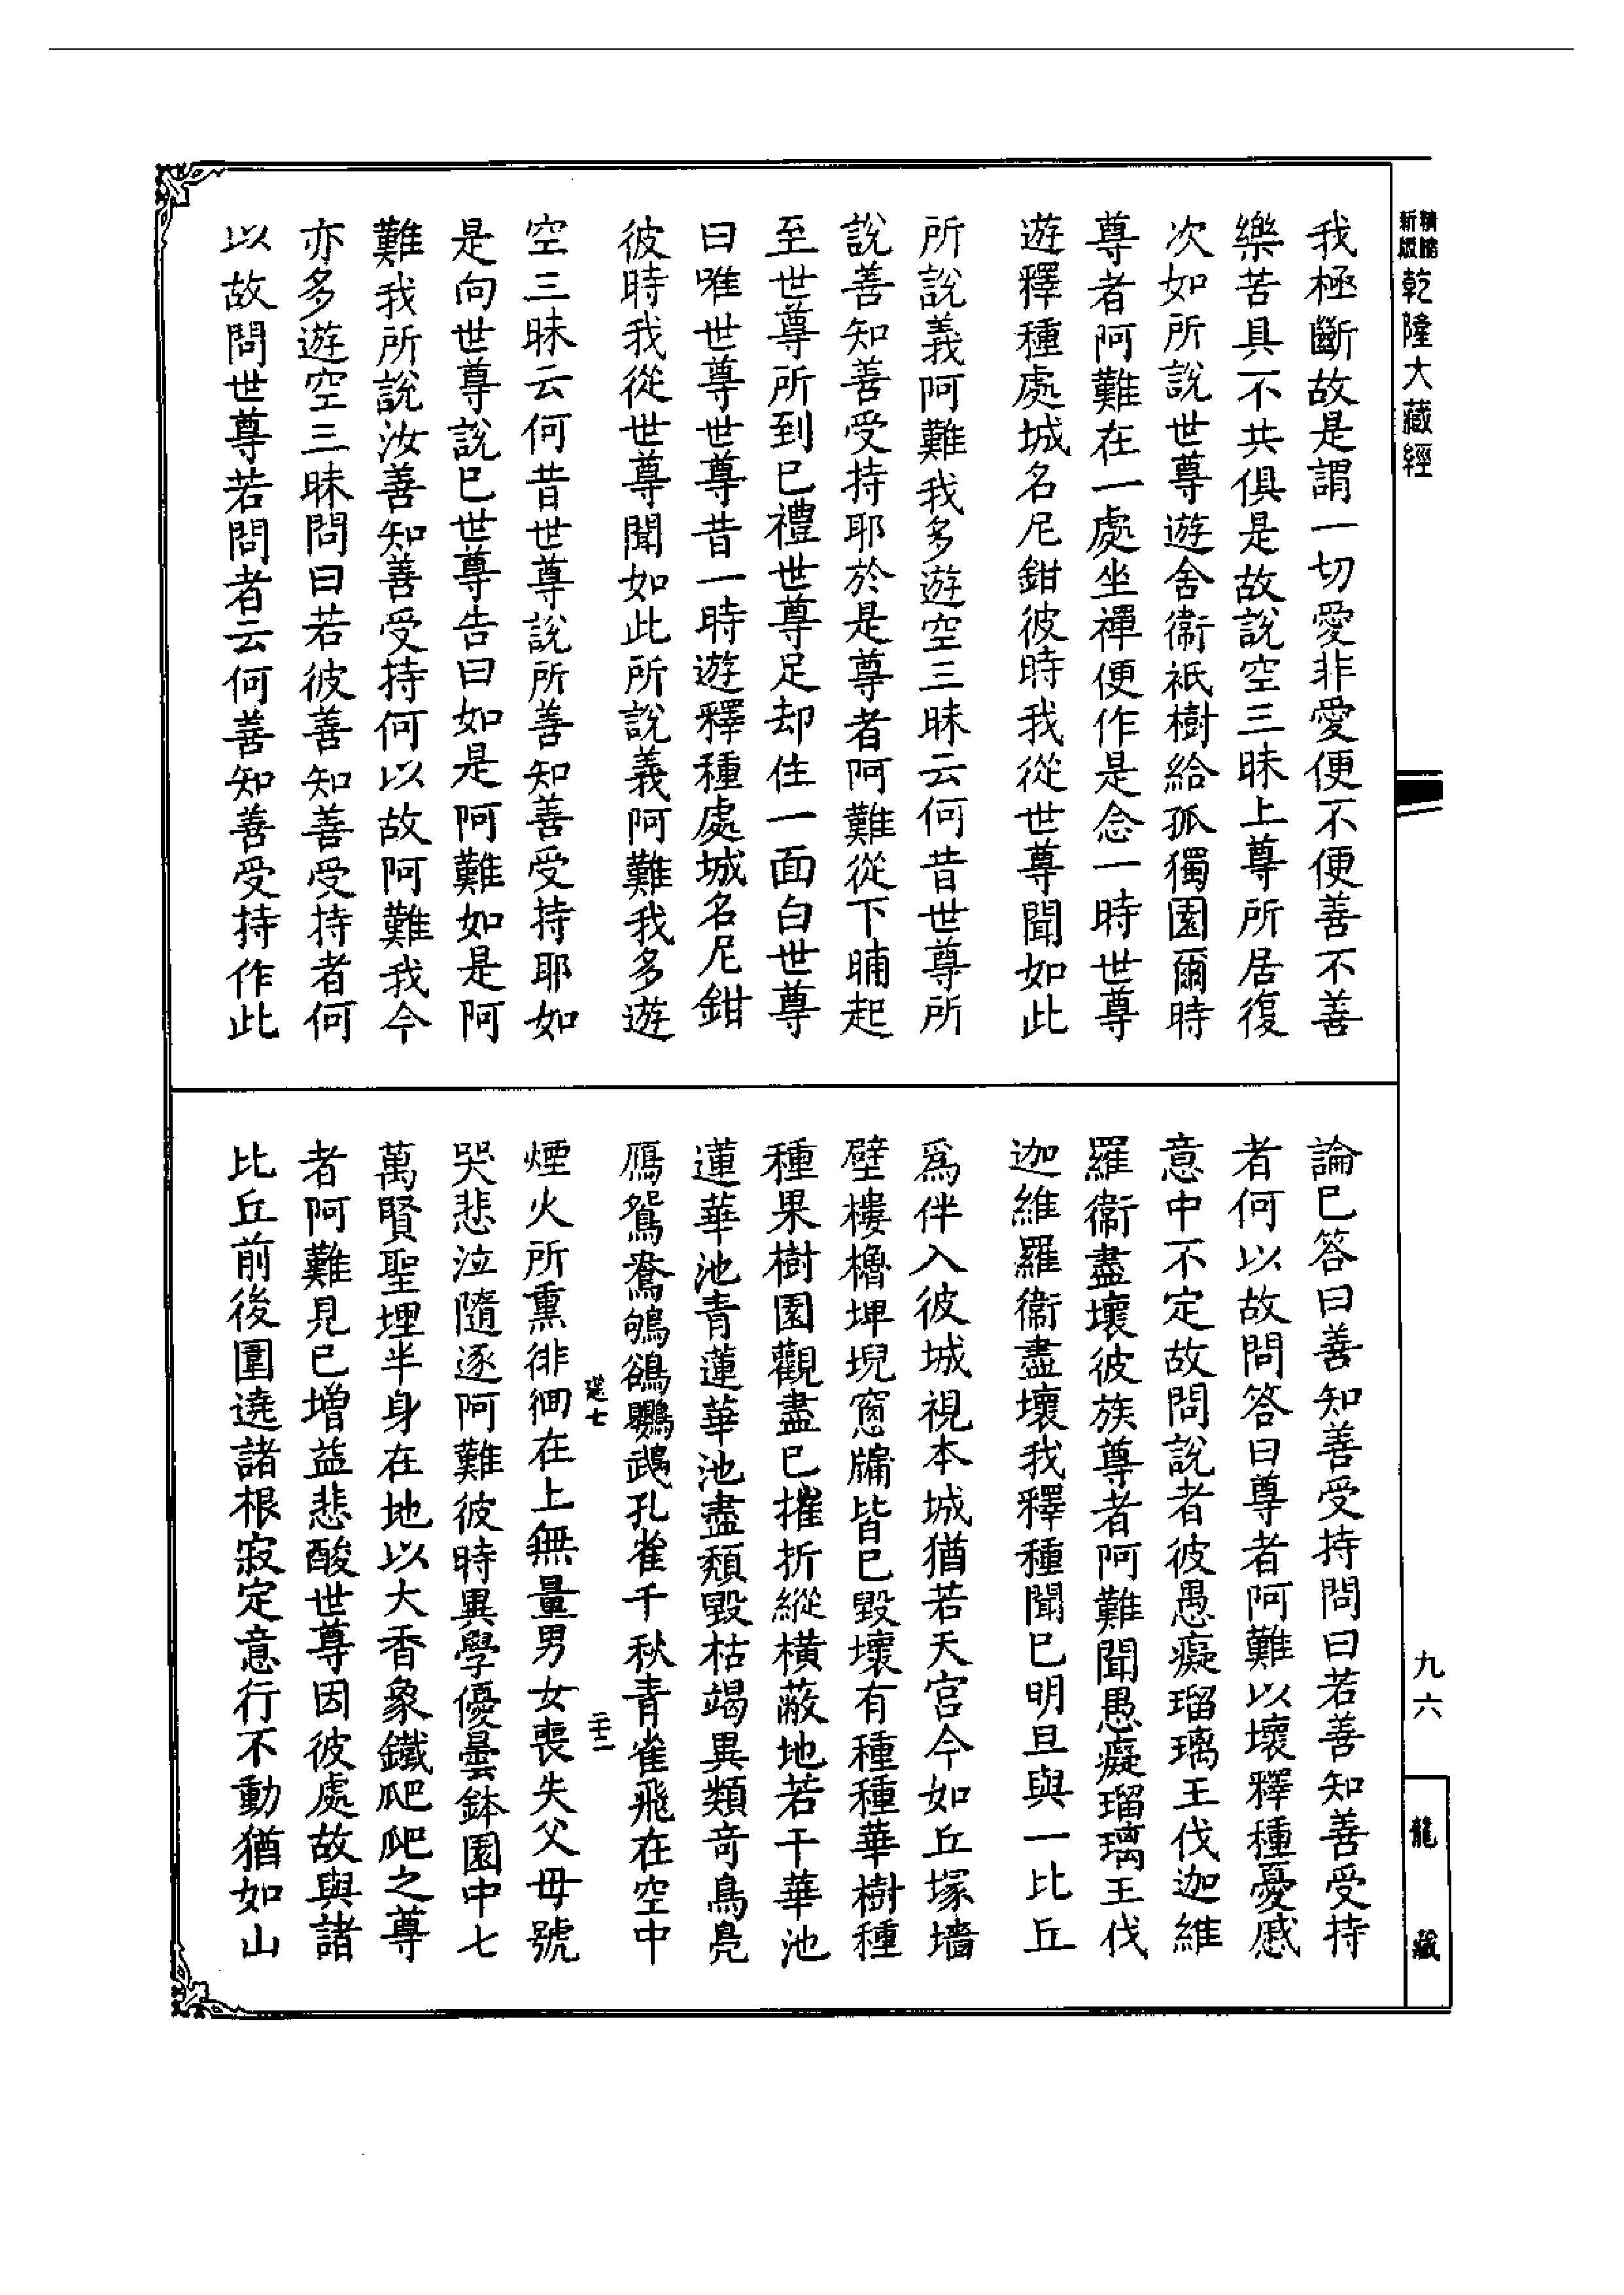 新版
精縮
乾隆大藏經
我極斷故是謂一切愛非愛便不便善不善
樂苦具不共俱是故說空三昧上尊所居復
次如所說世尊遊舍衞祇樹給孤獨園爾時
尊者阿難在一處坐禪便作是念一時世尊
遊釋種處城名尼鉗彼時我從世尊聞如此
所說義阿難我多遊空三昧云何昔世尊所
說善知善受持耶於是尊者阿難從下晡起
至世尊所到已禮世尊足却住一面白世尊
曰唯世尊世尊昔一時遊釋種處城名尼鉗
彼時我從世尊聞如此所說義阿難我多遊
空三昧云何昔世尊說所善知善受持耶如
是向世尊說已世尊告曰如是阿難如是阿
難我所說汝善知善受持何以故阿難我今
亦多遊空三昧問曰若彼善知善受持者何
以故問世尊若問者云何善知善受持作此
論已答曰善知善受持問曰若善知善受持
者何以故問答曰尊者阿難以壞釋種憂慼
意中不定故問說者彼愚癡瑠璃王伐迦維
羅衞盡壞彼族尊者阿難聞愚癡瑠璃王伐
迦維羅衞盡壞我釋種聞已明旦與一比丘
爲伴入彼城視本城猶若天宮今如丘塚墻
壁樓櫓埤堄窓牖皆已毀壞有種種華樹種
種果樹園觀盡已摧折縱橫蔽地若干華池
蓮華池青蓮華池盡頹毀枯竭異類奇鳥鳧
鴈鴛鴦鵁鶄鸚鵡孔雀千秋青雀飛在空中
煙火所熏徘徊在上無量男女喪失父母號
哭悲泣隨逐阿難彼時異學優曇鉢園中七
萬賢聖埋半身在地以大香象鐵爬爬之尊
者阿難見已增益悲酸世尊因彼處故與諸
比丘前後圍遶諸根寂定意行不動猶如山
九六
龍藏